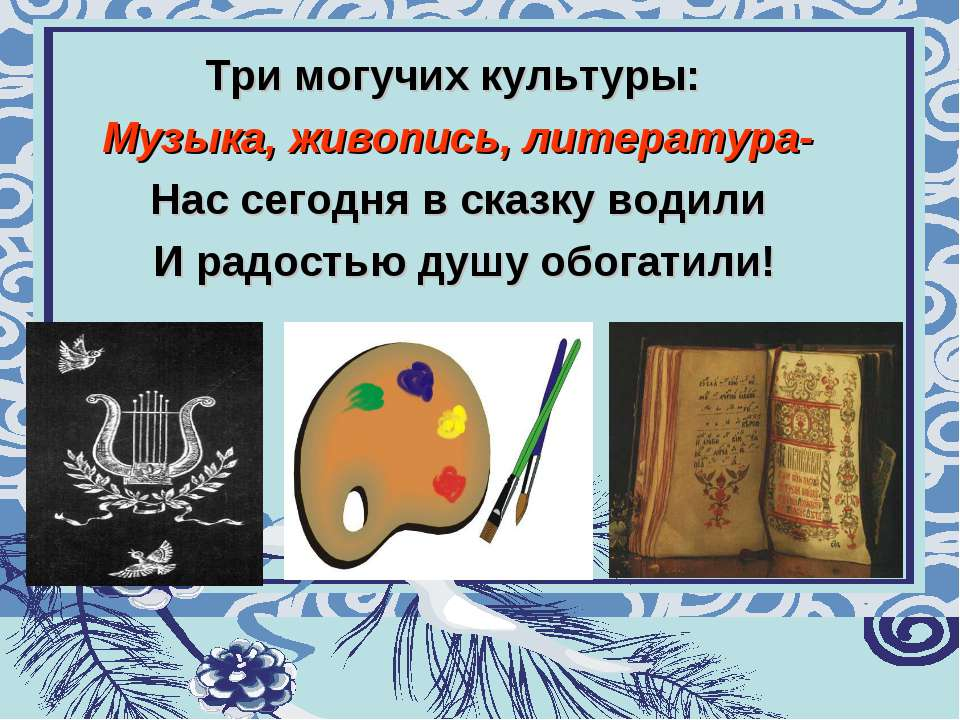 Три могучих культуры:
Музыка, живопись, литература-
Нас сегодня в сказку водили
И радостью душу обогатили!